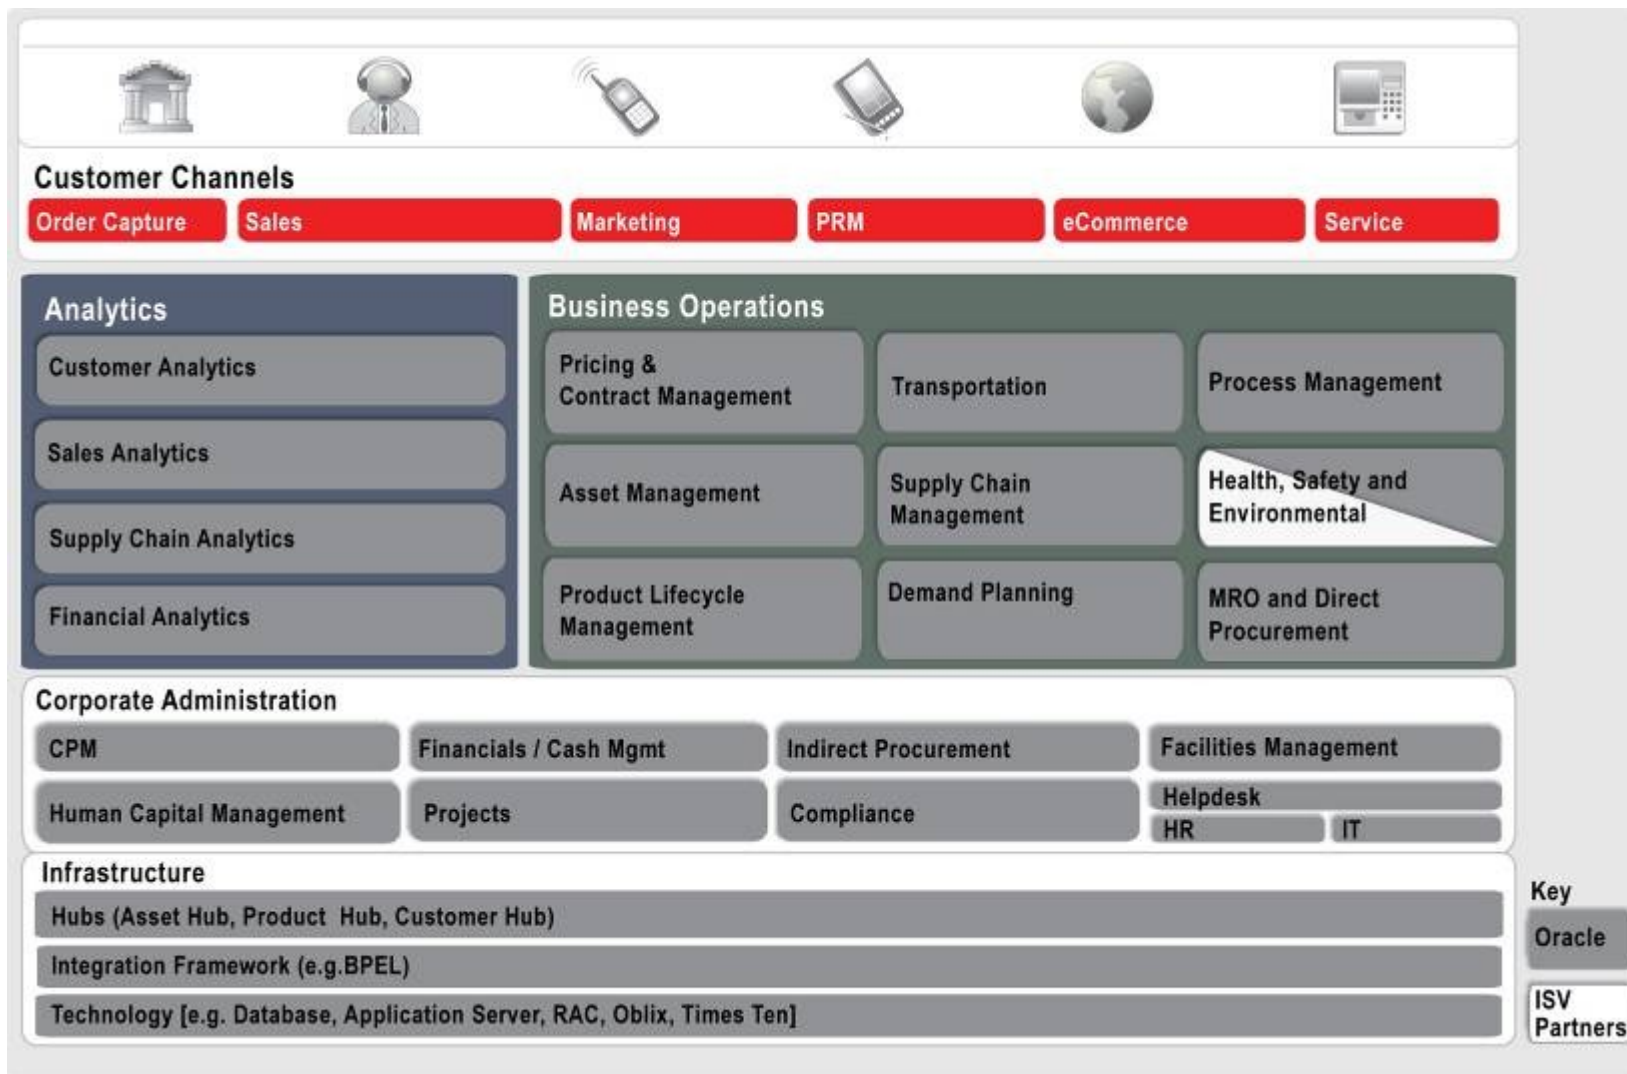 Customer Channels
Order Capture
Sales
Marketing
PRM
eCommerce
Service
Analytics
Customer Analytics
Sales Analytics
Supply Chain Analytics
Financial Analytics
Business Operations
Pricing &
Contract Management
Transportation
Process Management
Asset Management
Supply Chain
Management
Health, Safety and
Environmental
Product Lifecycle
Management
Demand Planning
MRO and Direct
Procurement
Corporate Administration
CPM
Financials / Cash Mgmt
Indirect Procurement
Facilities Management
Human Capital Management
Projects
Compliance
Helpdesk
HR
IT
Infrastructure
Hubs (Asset Hub, Product Hub, Customer Hub)
Integration Framework (e.g.BPEL)
Technology [e.g. Database, Application Server, RAC, Oblix, Times Ten]
Key
Oracle
ISV
Partners